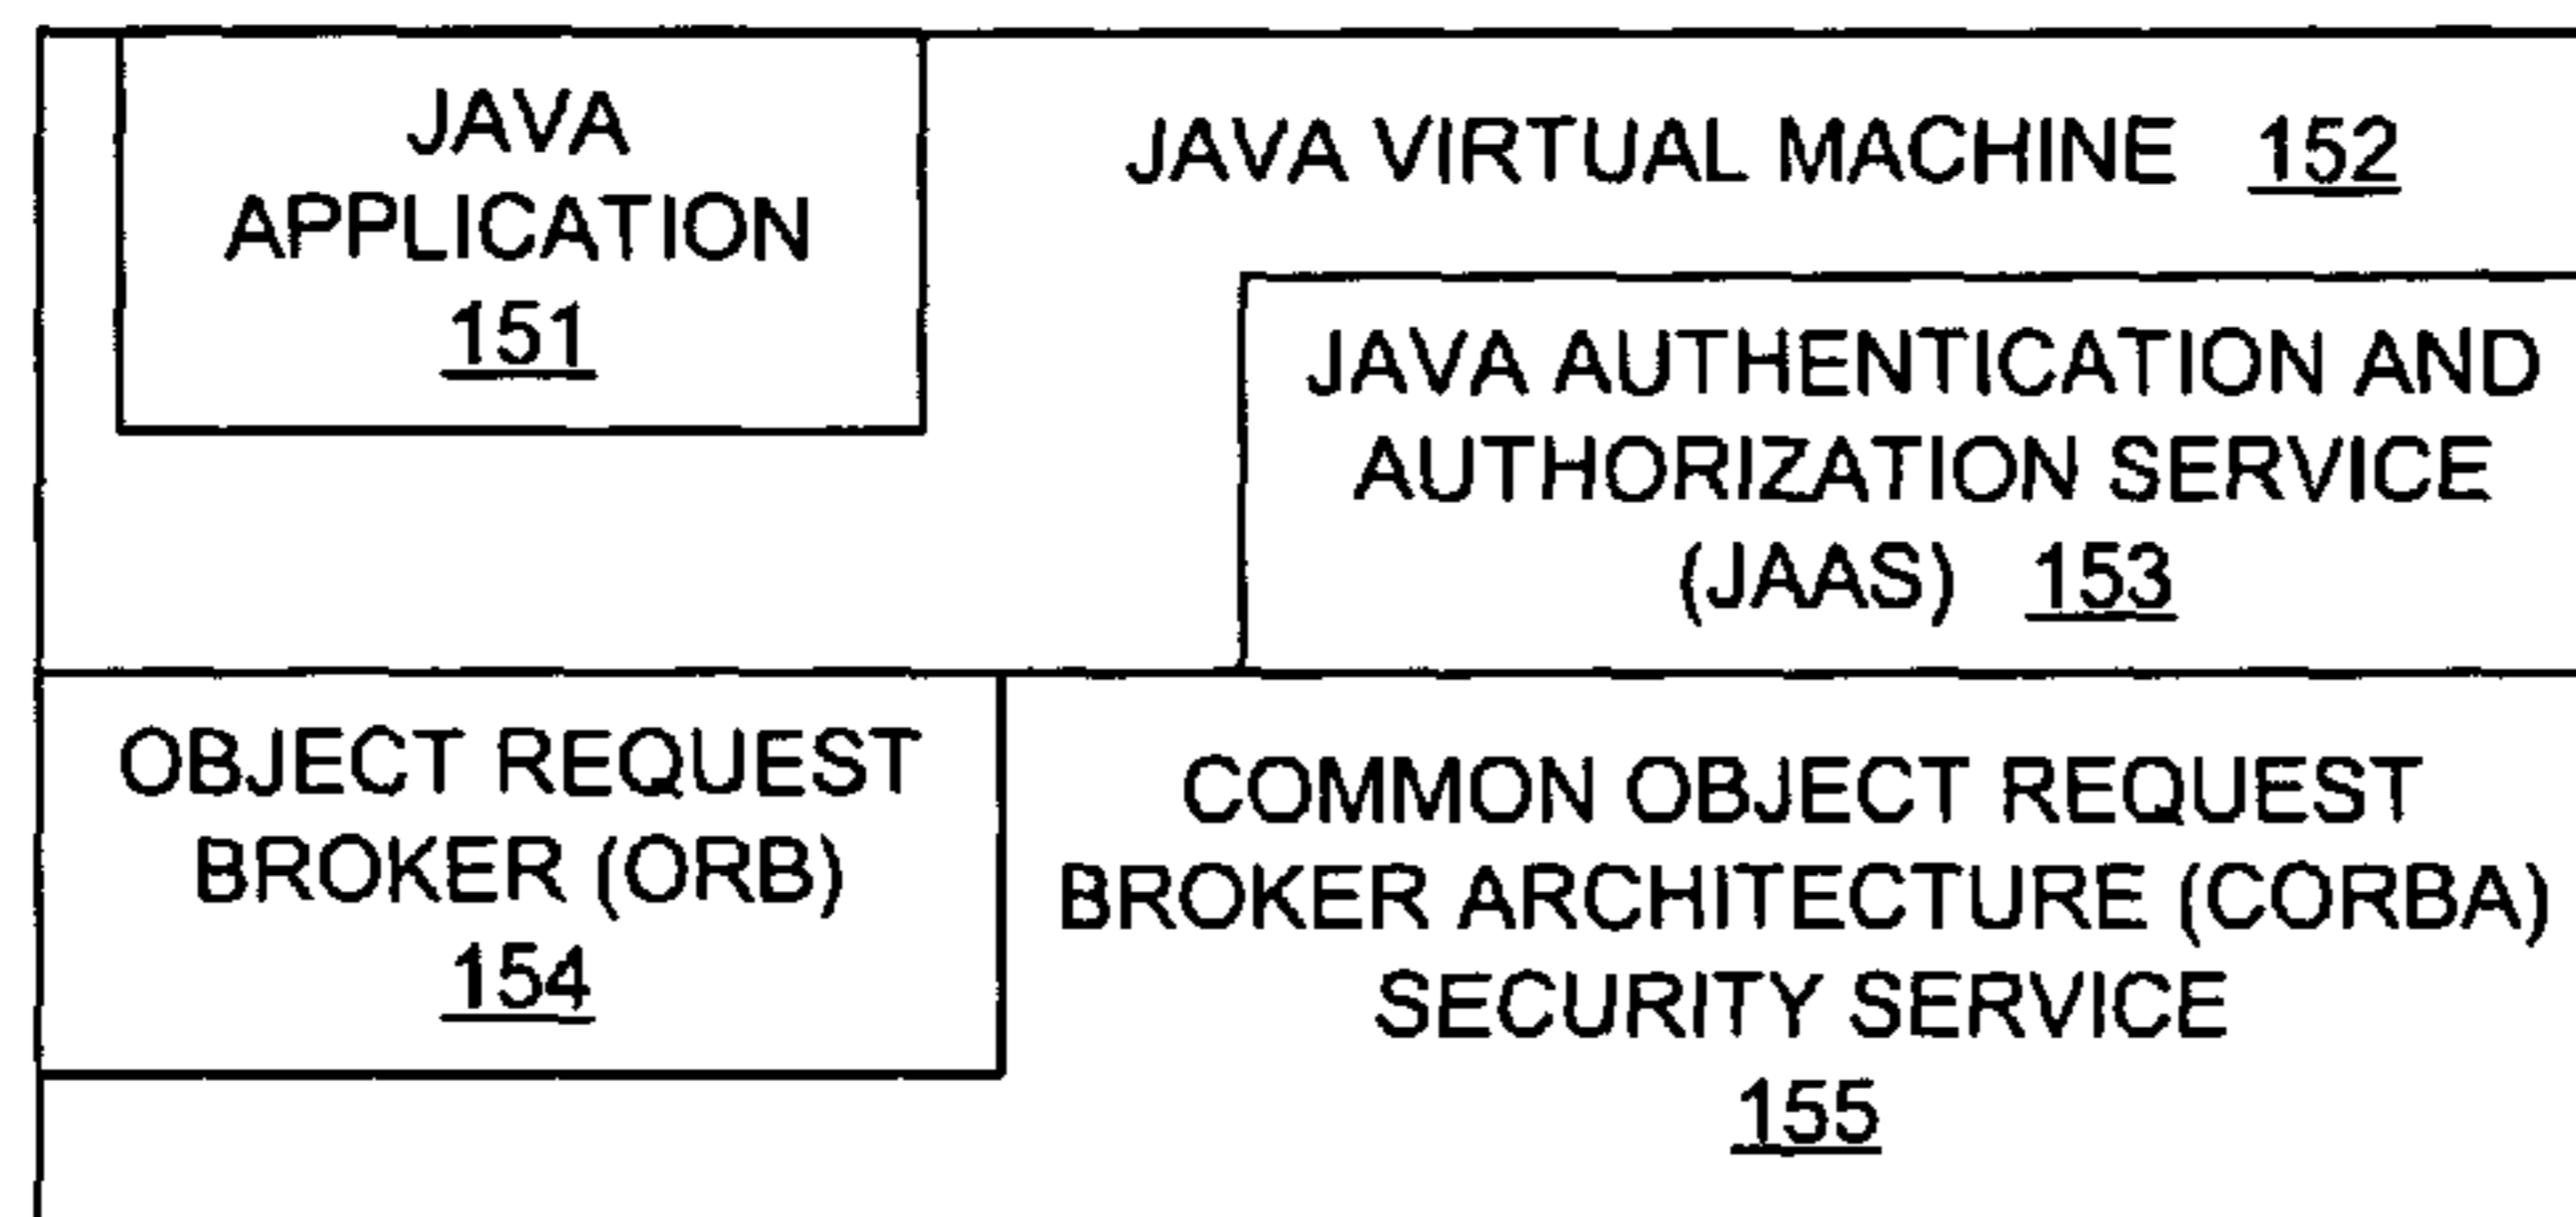 JAVA
APPLICATION
151
JAVA VIRTUAL MACHINE 152
JAVA AUTHENTICATION AND
AUTHORIZATION SERVICE
(JAAS) 153
OBJECT REQUEST
BROKER (ORB)
154
COMMON OBJECT REQUEST
BROKER ARCHITECTURE (CORBA)
SECURITY SERVICE
155